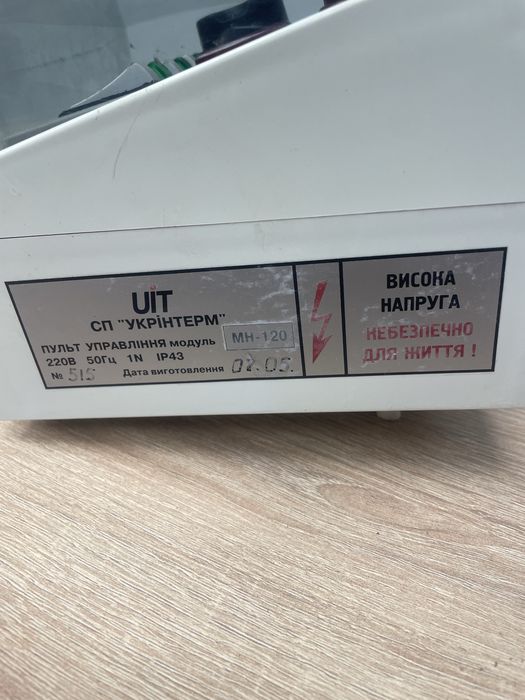 UiT
СП "УКРІНТЕРМ"
ПУЛЬТ УПРАВЛІННЯ модуль МН-120
220В 50Гц 1N IP43
№ 515 Дата виготовлення 02.05.
ВИСОКА
НАПРУГА
НЕБЕЗПЕЧНО
ДЛЯ ЖИТТЯ !